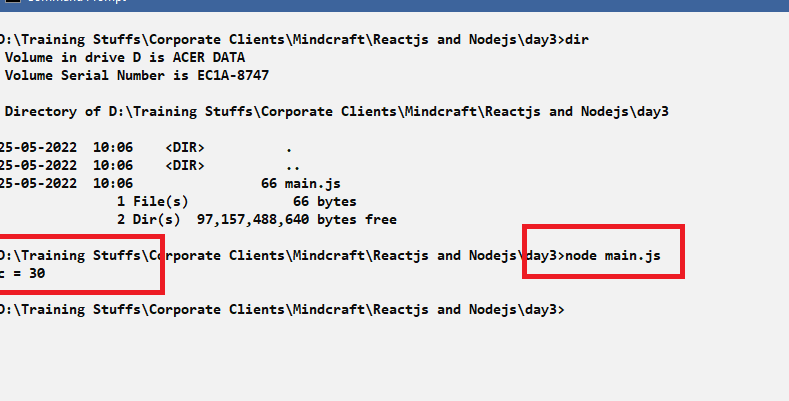 D:\Training Stuffs\Corporate Clients\Mindcraft\Reactjs and Nodejs\day3>dir
Volume in drive D is ACER DATA
Volume Serial Number is EC1A-8747
Directory of D:\Training Stuffs\Corporate Clients\Mindcraft\Reactjs and Nodejs\day3
25-05-2022  10:06    <DIR>          .
25-05-2022  10:06    <DIR>          ..
25-05-2022  10:06                66 main.js
1 File(s)             66 bytes
2 Dir(s)  97,157,488,640 bytes free
D:\Training Stuffs\Corporate Clients\Mindcraft\Reactjs and Nodejs\day3>node main.js
c = 30
D:\Training Stuffs\Corporate Clients\Mindcraft\Reactjs and Nodejs\day3>